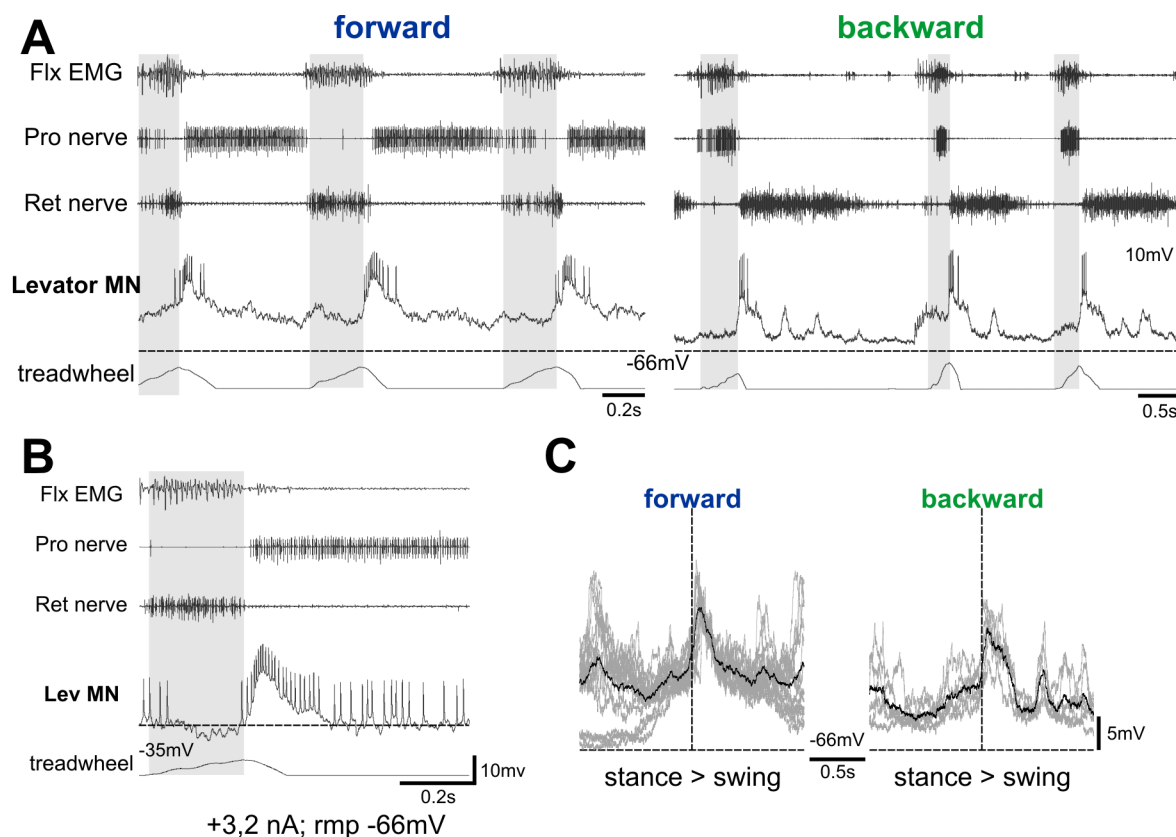 A
forward
backward
Flx EMG
Pro nerve
Ret nerve
10mV
Levator MN
-66mV
treadwheel
0.2s
0.5s
B
Flx EMG
Pro nerve
Ret nerve
Lev MN
-35mV
treadwheel
10mv
0.2s
+3,2 nA; rmp -66mV
C
forward
backward
-66mV
5mV
0.5s
stance > swing
stance > swing